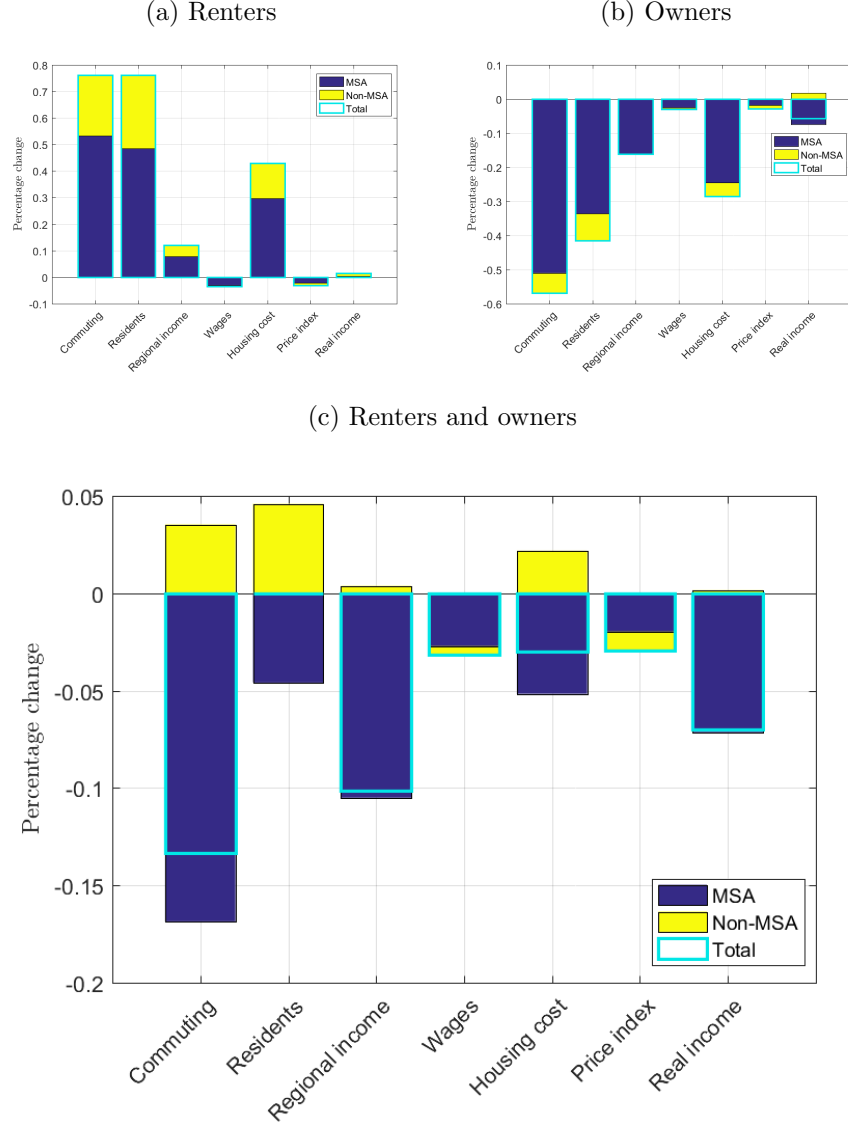 (a) Renters
Percentage change
0.8
0.7
0.6
0.5
0.4
0.3
0.2
0.1
0
-0.1
MSA
Non-MSA
Total
Commuting
Residents
Regional income
Wages
Housing cost
Price index
Real income
(b) Owners
Percentage change
0.1
0
-0.1
-0.2
-0.3
-0.4
-0.5
-0.6
MSA
Non-MSA
Total
Commuting
Residents
Regional income
Wages
Housing cost
Price index
Real income
(c) Renters and owners
Percentage change
0.05
0
-0.05
-0.1
-0.15
-0.2
MSA
Non-MSA
Total
Commuting
Residents
Regional income
Wages
Housing cost
Price index
Real income